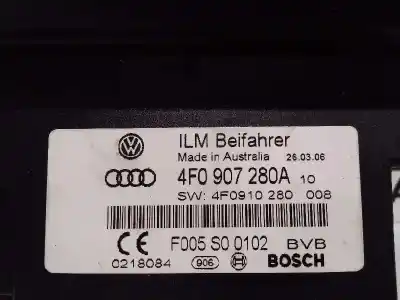 ILM Beifahrer
Made in Australia 26.03.06
4F0 907 280A 10
SW: 4F0910 280 008
CE F005 S0 0102 BVB
0218084 906 BOSCH